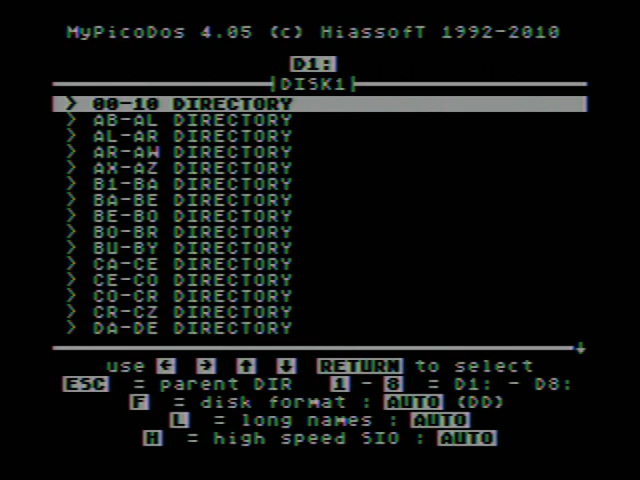 MyPicoDos 4.05 (c) HiassofT 1992-2010
D1:
DISK1
> 00-10 DIRECTORY
> AB-AL DIRECTORY
> AL-AR DIRECTORY
> AR-AW DIRECTORY
> AX-AZ DIRECTORY
> B1-BA DIRECTORY
> BA-BE DIRECTORY
> BE-BO DIRECTORY
> BO-BR DIRECTORY
> BU-BY DIRECTORY
> CA-CE DIRECTORY
> CE-CO DIRECTORY
> CO-CR DIRECTORY
> CR-CZ DIRECTORY
> DA-DE DIRECTORY
use ← → ↑ ↓ RETURN to select
ESC = parent DIR 1 - 8 = D1: - D8:
F = disk format : AUTO (DD)
L = long names : AUTO
H = high speed SIO : AUTO